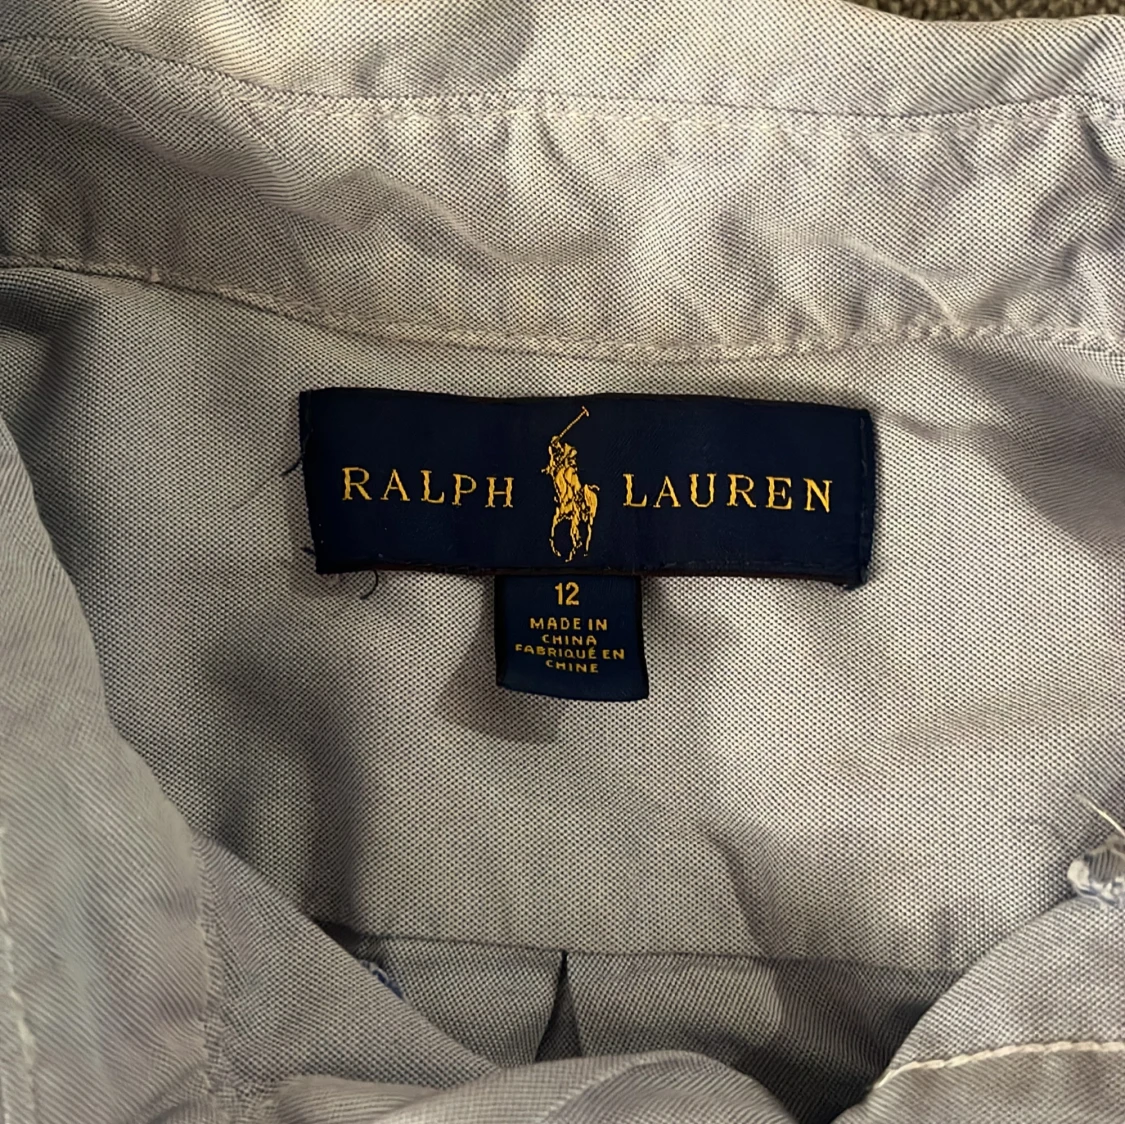 RALPH LAUREN
12
MADE IN
CHINA
FABRIQUÉ EN
CHINE